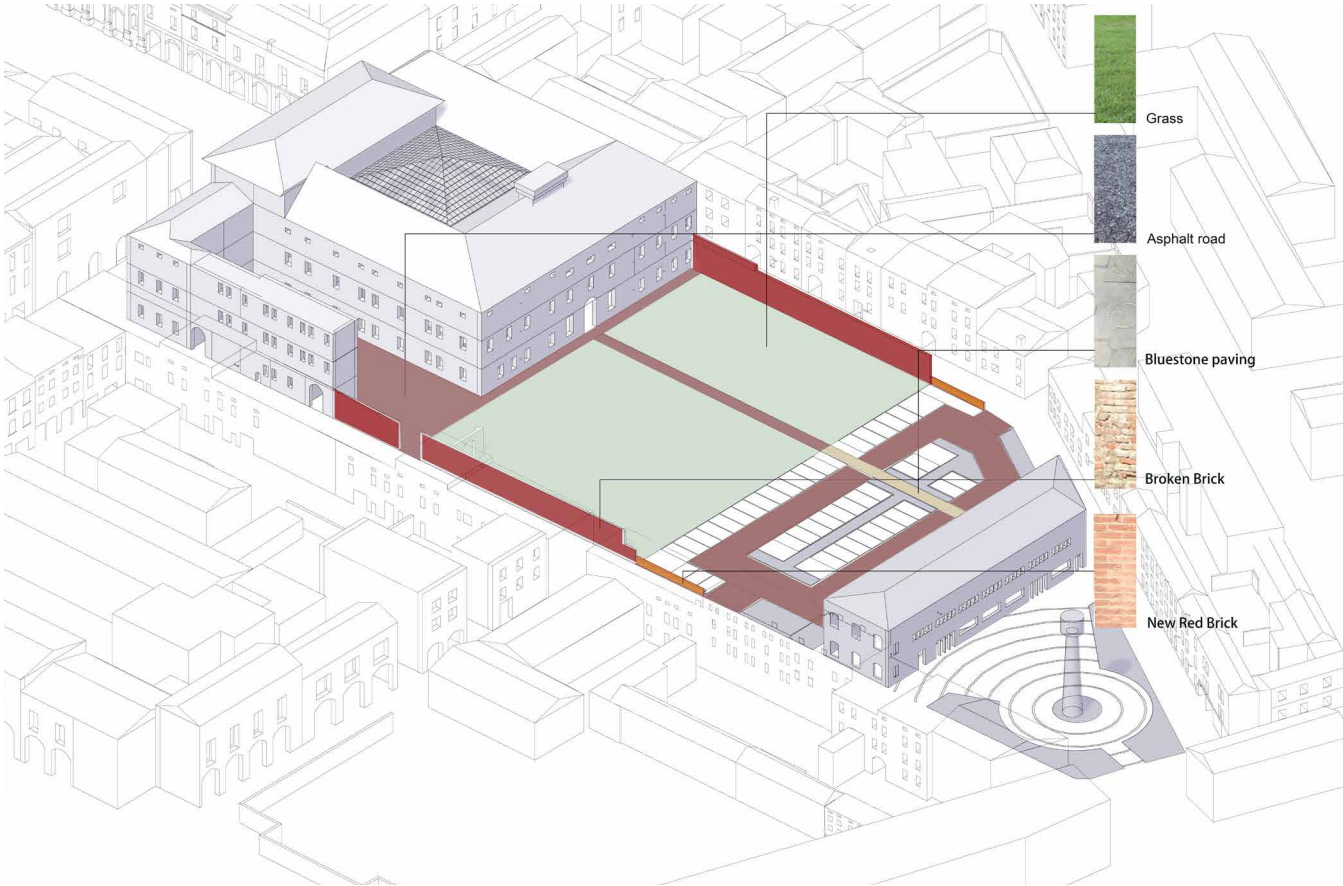 Grass
Asphalt road
Bluestone paving
Broken Brick
New Red Brick